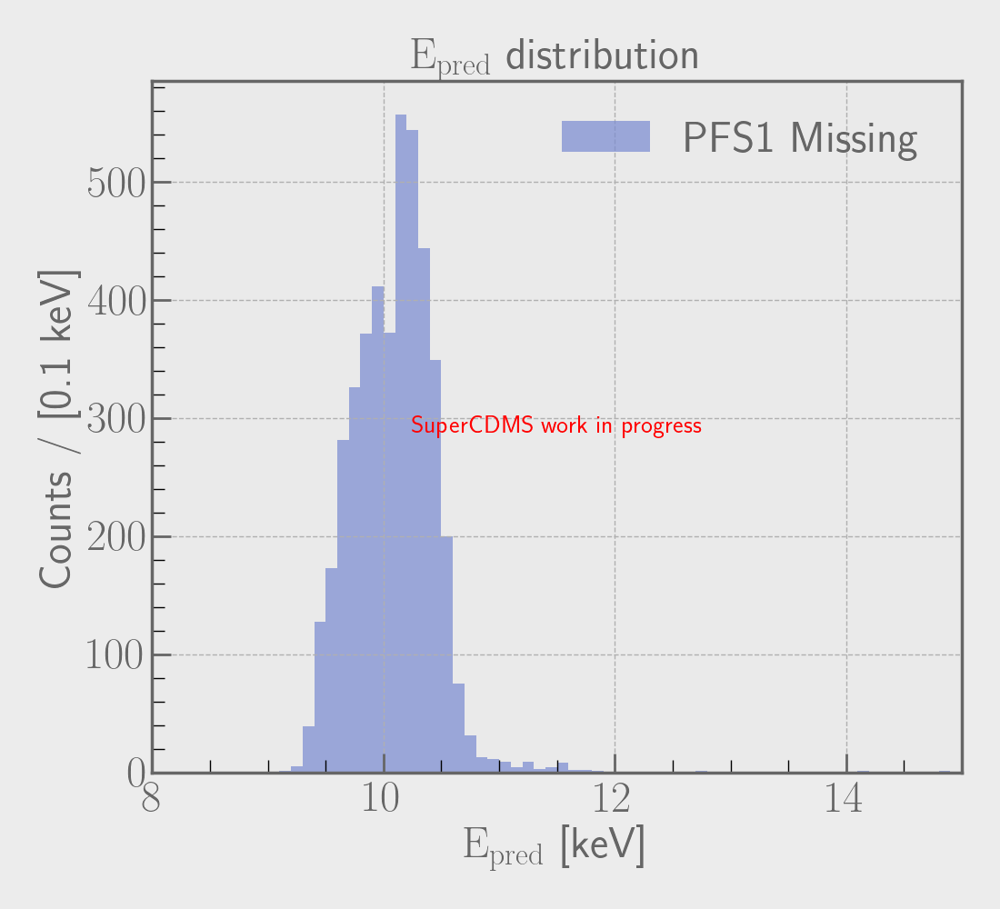 E_pred distribution
PFS1 Missing
500
400
300
200
100
0
Counts / [0.1 keV]
SuperCDMS work in progress
8 10 12 14
E_pred [keV]